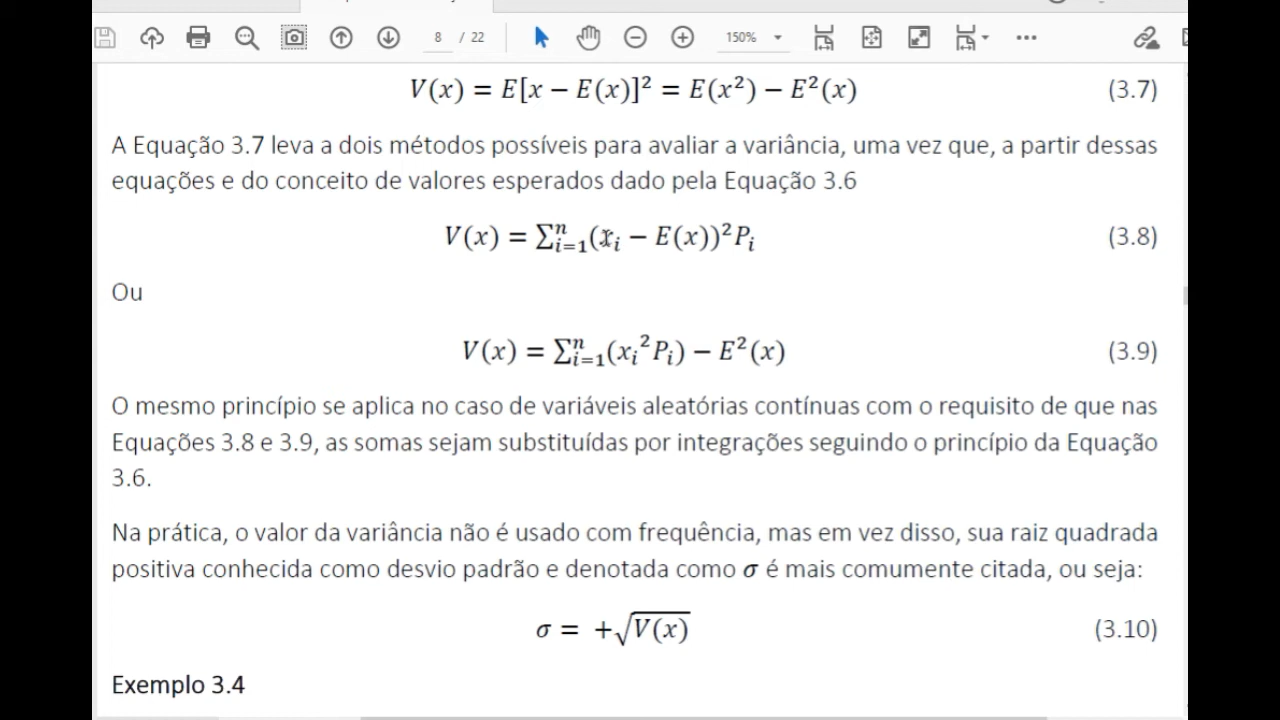 8 / 22 150%
V(x) = E[x − E(x)]² = E(x²) − E²(x) (3.7)
A Equação 3.7 leva a dois métodos possíveis para avaliar a variância, uma vez que, a partir dessas
equações e do conceito de valores esperados dado pela Equação 3.6
V(x) = ∑ⁿᵢ₌₁(xᵢ − E(x))²Pᵢ (3.8)
Ou
V(x) = ∑ⁿᵢ₌₁(xᵢ²Pᵢ) − E²(x) (3.9)
O mesmo princípio se aplica no caso de variáveis aleatórias contínuas com o requisito de que nas
Equações 3.8 e 3.9, as somas sejam substituídas por integrações seguindo o princípio da Equação
3.6.
Na prática, o valor da variância não é usado com frequência, mas em vez disso, sua raiz quadrada
positiva conhecida como desvio padrão e denotada como σ é mais comumente citada, ou seja:
σ = +√V(x) (3.10)
Exemplo 3.4